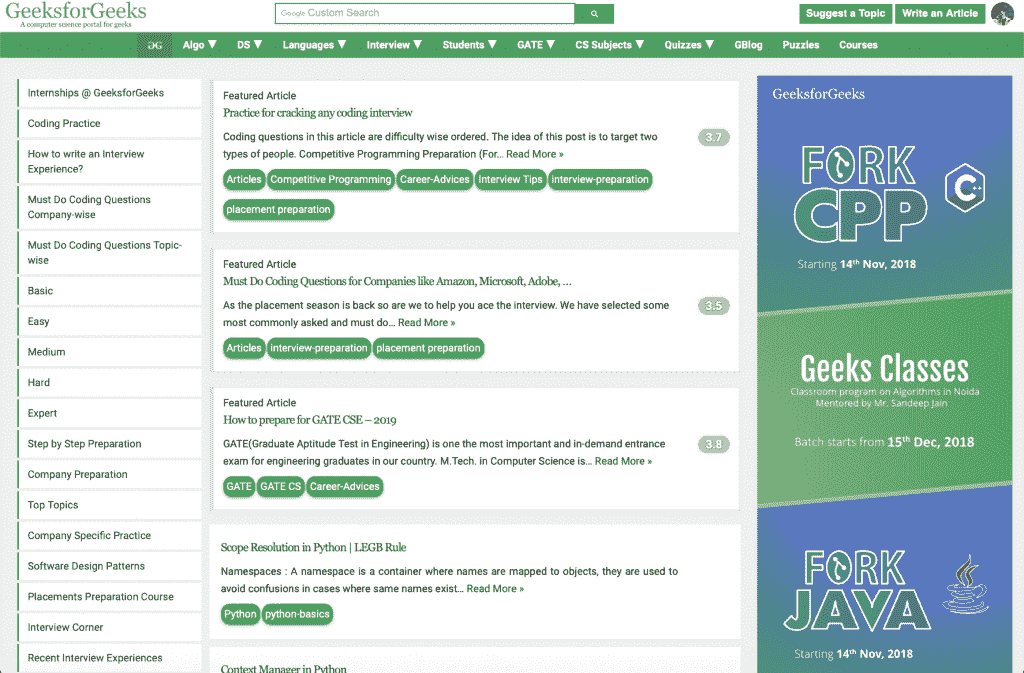 GeeksforGeeks
A computer science portal for geeks
Google Custom Search
Suggest a Topic
Write an Article
Algo ▼ DS ▼ Languages ▼ Interview ▼ Students ▼ GATE ▼ CS Subjects ▼ Quizzes ▼ GBlog Puzzles Courses
Internships @ GeeksforGeeks
Coding Practice
How to write an Interview
Experience?
Must Do Coding Questions
Company-wise
Must Do Coding Questions Topic-
wise
Basic
Easy
Medium
Hard
Expert
Step by Step Preparation
Company Preparation
Top Topics
Company Specific Practice
Software Design Patterns
Placements Preparation Course
Interview Corner
Recent Interview Experiences
Featured Article
Practice for cracking any coding interview
Coding questions in this article are difficulty wise ordered. The idea of this post is to target two
types of people. Competitive Programming Preparation (For... Read More »
3.7
Articles Competitive Programming Career-Advices Interview Tips interview-preparation
placement preparation
Featured Article
Must Do Coding Questions for Companies like Amazon, Microsoft, Adobe, …
As the placement season is back so are we to help you ace the interview. We have selected some
most commonly asked and must do... Read More »
3.5
Articles interview-preparation placement preparation
Featured Article
How to prepare for GATE CSE – 2019
GATE(Graduate Aptitude Test in Engineering) is one the most important and in-demand entrance
exam for engineering graduates in our country. M.Tech. in Computer Science is... Read More »
3.8
GATE GATE CS Career-Advices
Scope Resolution in Python | LEGB Rule
Namespaces : A namespace is a container where names are mapped to objects, they are used to
avoid confusions in cases where same names exist... Read More »
Python python-basics
Context Manager in Python
GeeksforGeeks
FORK
CPP
C++
Starting 14th Nov, 2018
Geeks Classes
Classroom program on Algorithms in Noida
Mentored by Mr. Sandeep Jain
Batch starts from 15th Dec, 2018
FORK
JAVA
Starting 14th Nov, 2018